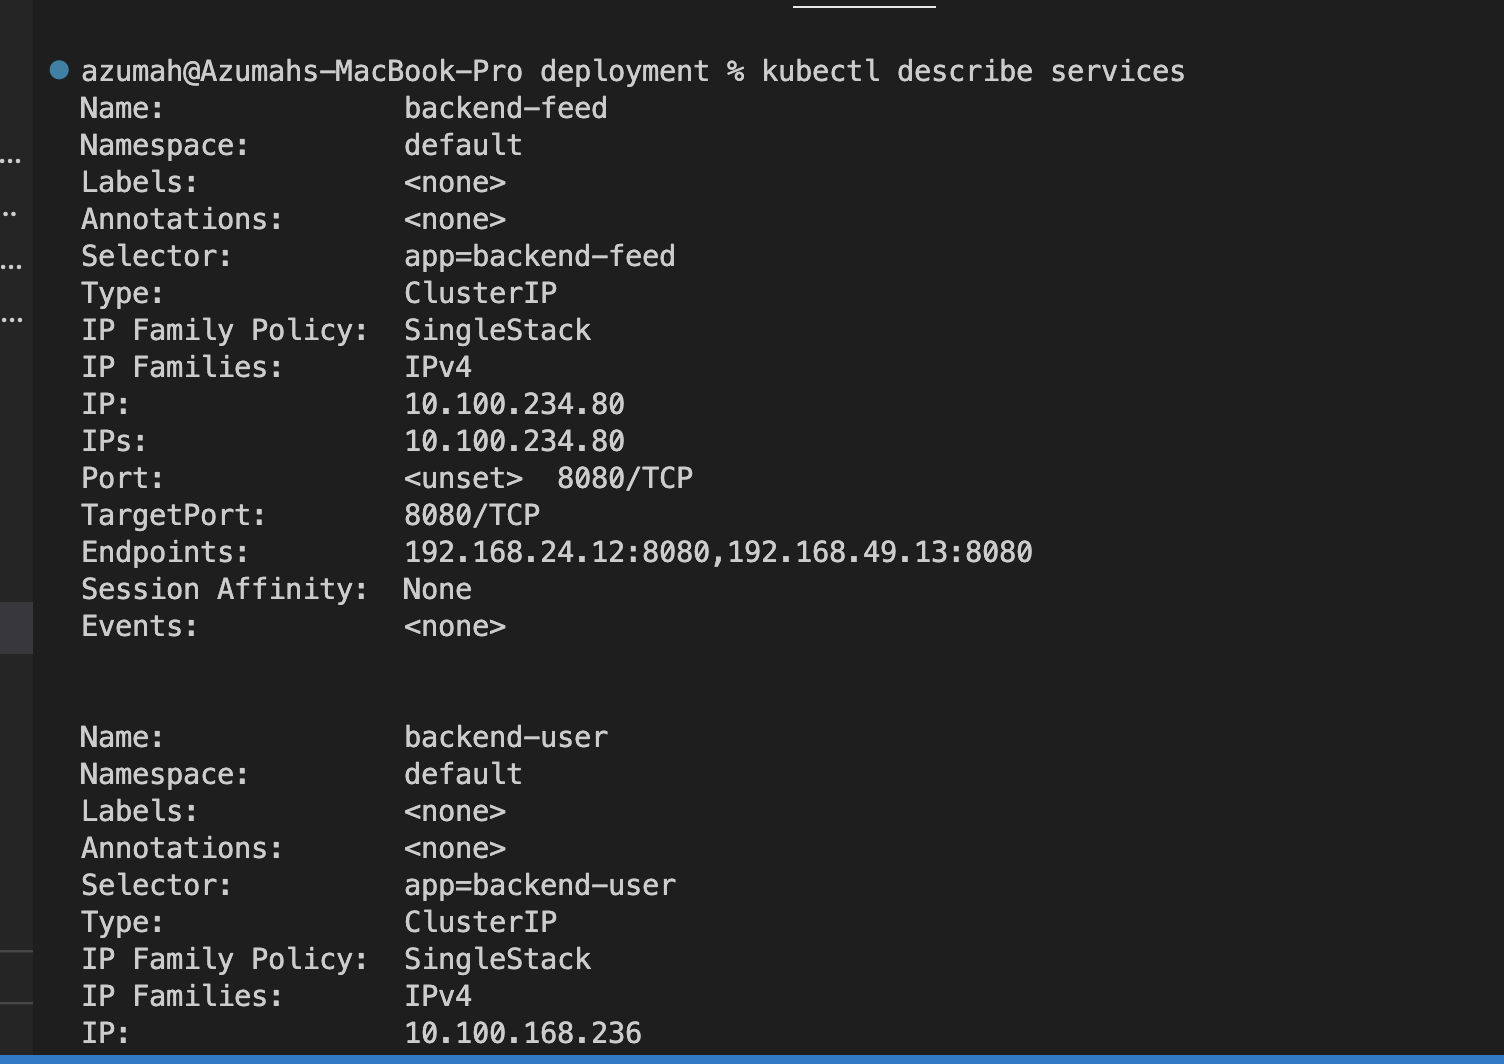 azumah@Azumahs-MacBook-Pro deployment % kubectl describe services
Name:              backend-feed
Namespace:         default
Labels:            <none>
Annotations:       <none>
Selector:          app=backend-feed
Type:              ClusterIP
IP Family Policy:  SingleStack
IP Families:       IPv4
IP:                10.100.234.80
IPs:               10.100.234.80
Port:              <unset>  8080/TCP
TargetPort:        8080/TCP
Endpoints:         192.168.24.12:8080,192.168.49.13:8080
Session Affinity:  None
Events:            <none>
Name:              backend-user
Namespace:         default
Labels:            <none>
Annotations:       <none>
Selector:          app=backend-user
Type:              ClusterIP
IP Family Policy:  SingleStack
IP Families:       IPv4
IP:                10.100.168.236